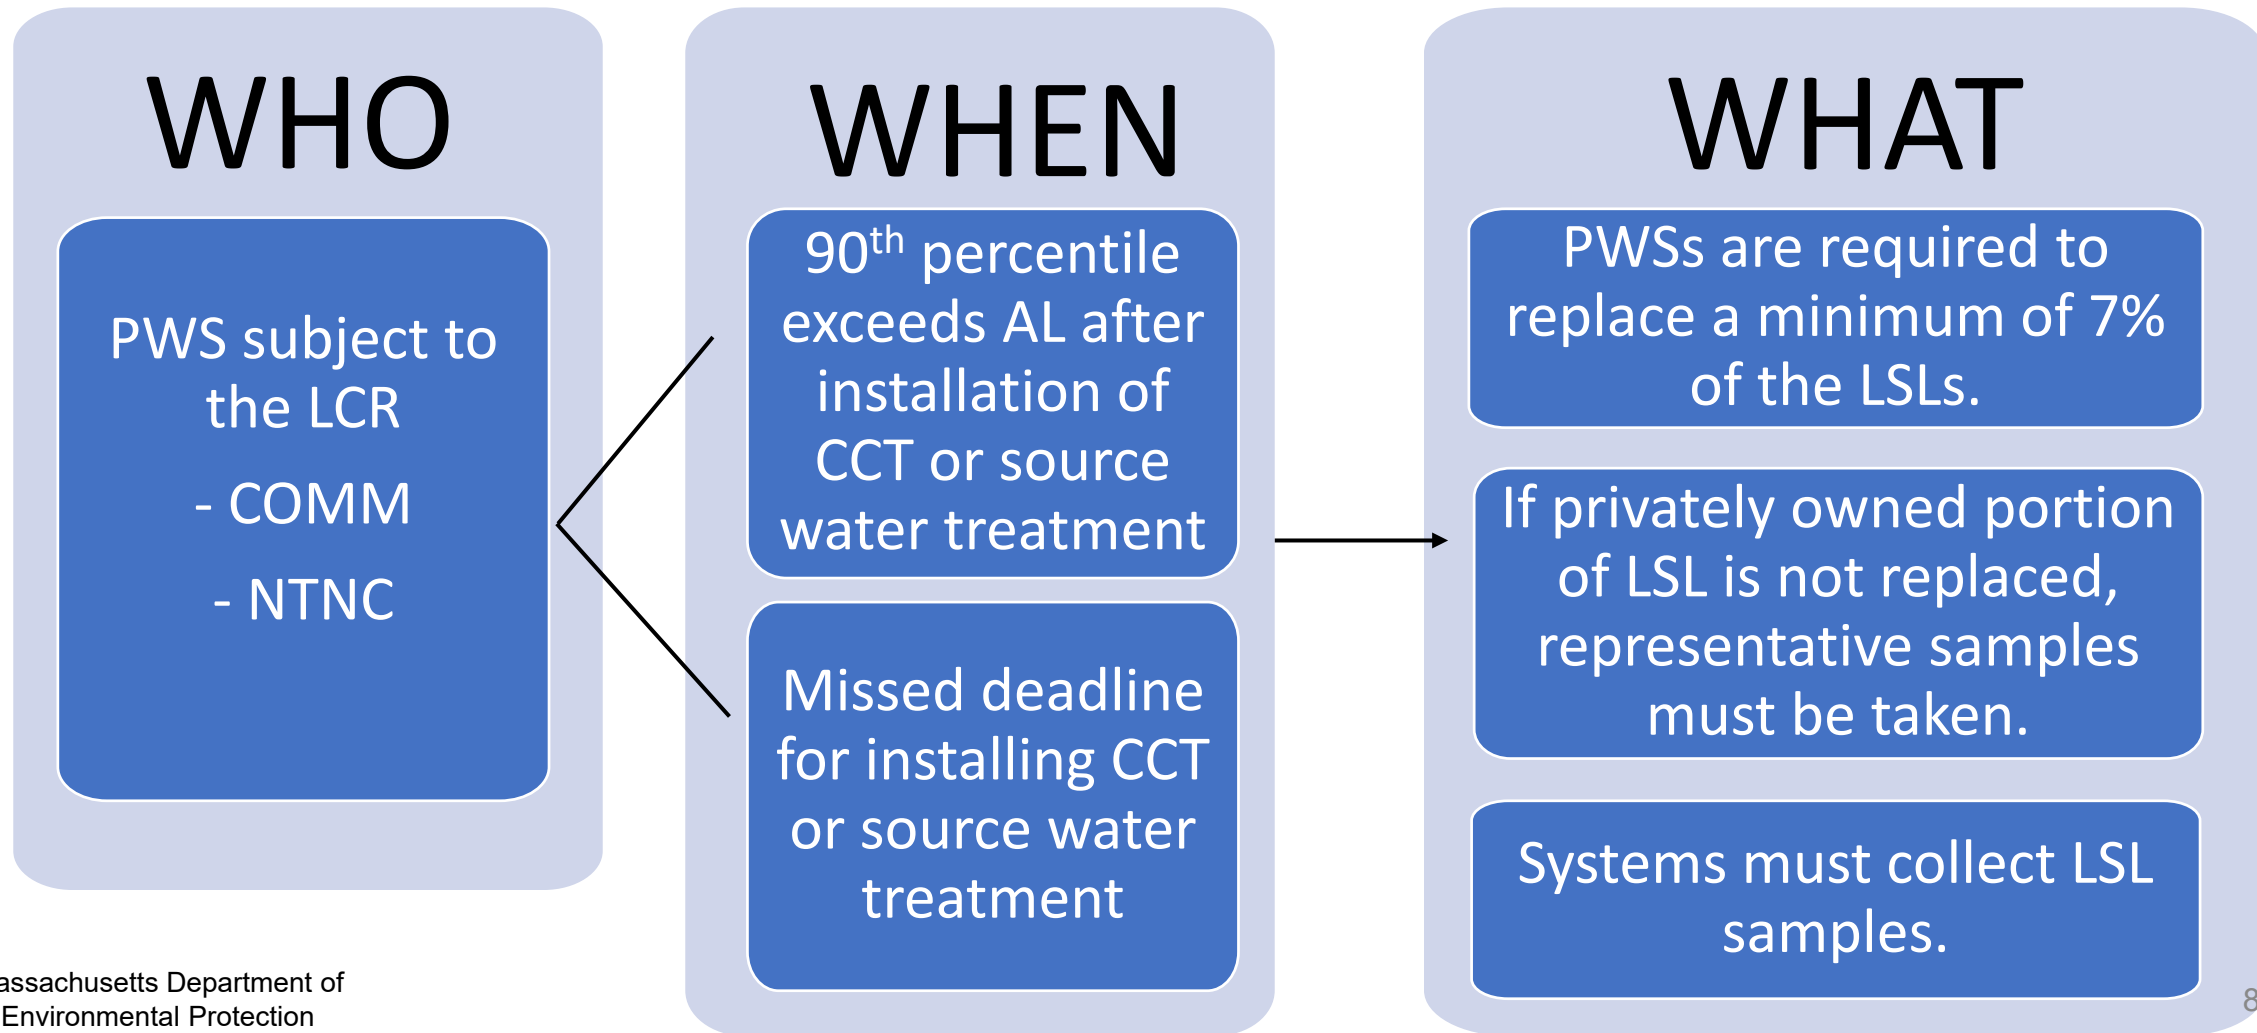 WHO
PWS subject to
the LCR
- COMM
- NTNC
WHEN
90th percentile
exceeds AL after
installation of
CCT or source
water treatment
Missed deadline
for installing CCT
or source water
treatment
WHAT
PWSs are required to
replace a minimum of 7%
of the LSLs.
If privately owned portion
of LSL is not replaced,
representative samples
must be taken.
Systems must collect LSL
samples.
assachusetts Department of
Environmental Protection
8